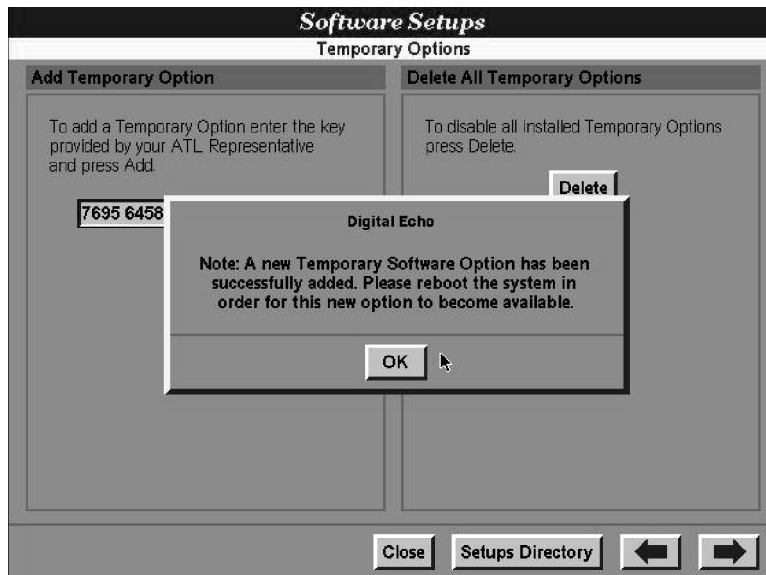 Software Setups
Temporary Options
Add Temporary Option
To add a Temporary Option enter the key
provided by your ATL Representative
and press Add.
7695 6458
Delete All Temporary Options
To disable all installed Temporary Options
press Delete.
Delete
Digital Echo
Note: A new Temporary Software Option has been
successfully added. Please reboot the system in
order for this new option to become available.
OK
Close
Setups Directory